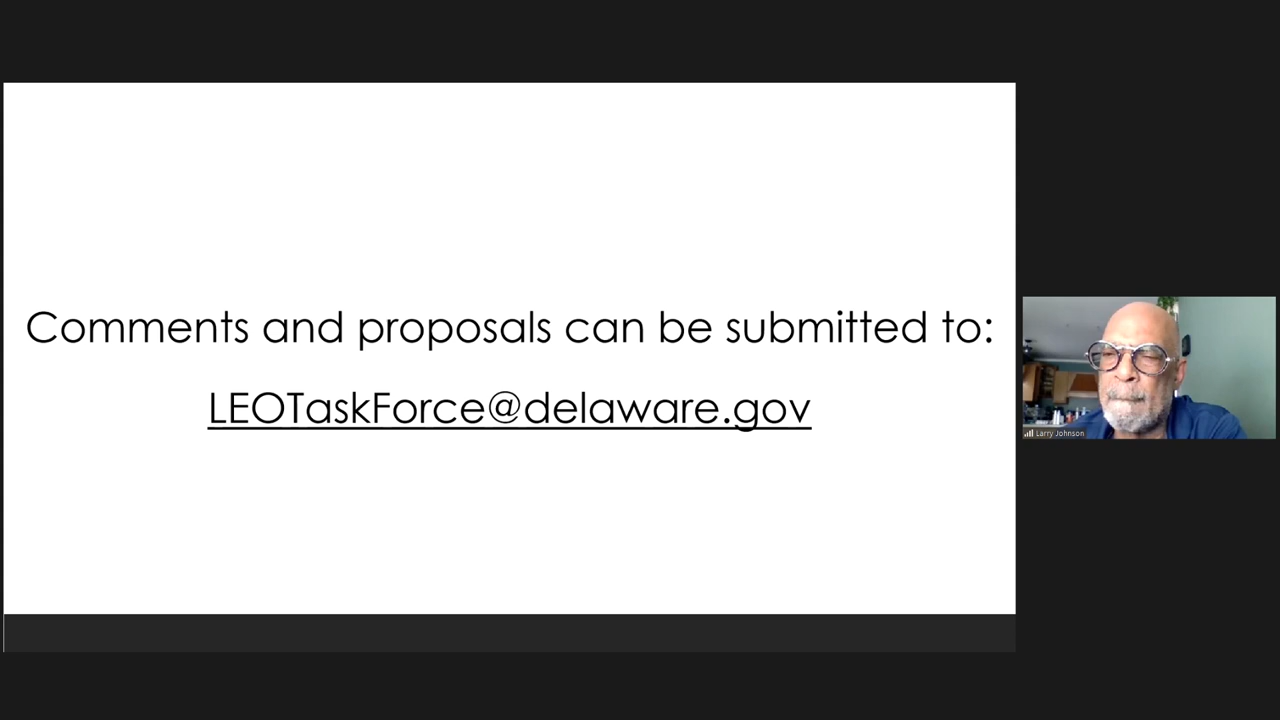 Comments and proposals can be submitted to:
LEOTaskForce@delaware.gov
Larry Johnson